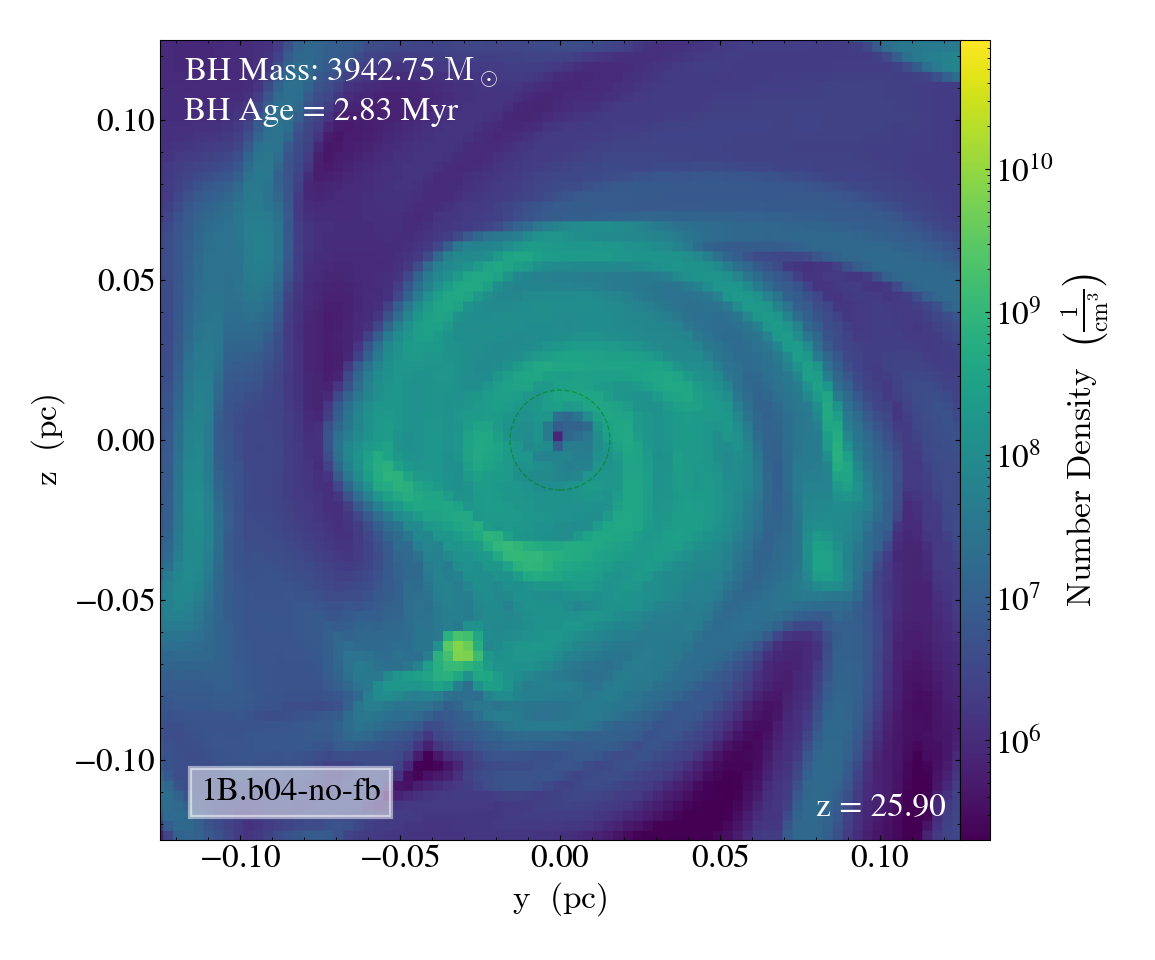 BH Mass: 3942.75 M☉
BH Age = 2.83 Myr
0.10
0.05
0.00
−0.05
−0.10
z (pc)
1B.b04-no-fb
z = 25.90
−0.10 −0.05 0.00 0.05 0.10
y (pc)
10¹⁰
10⁹
10⁸
10⁷
10⁶
Number Density (1/cm³)